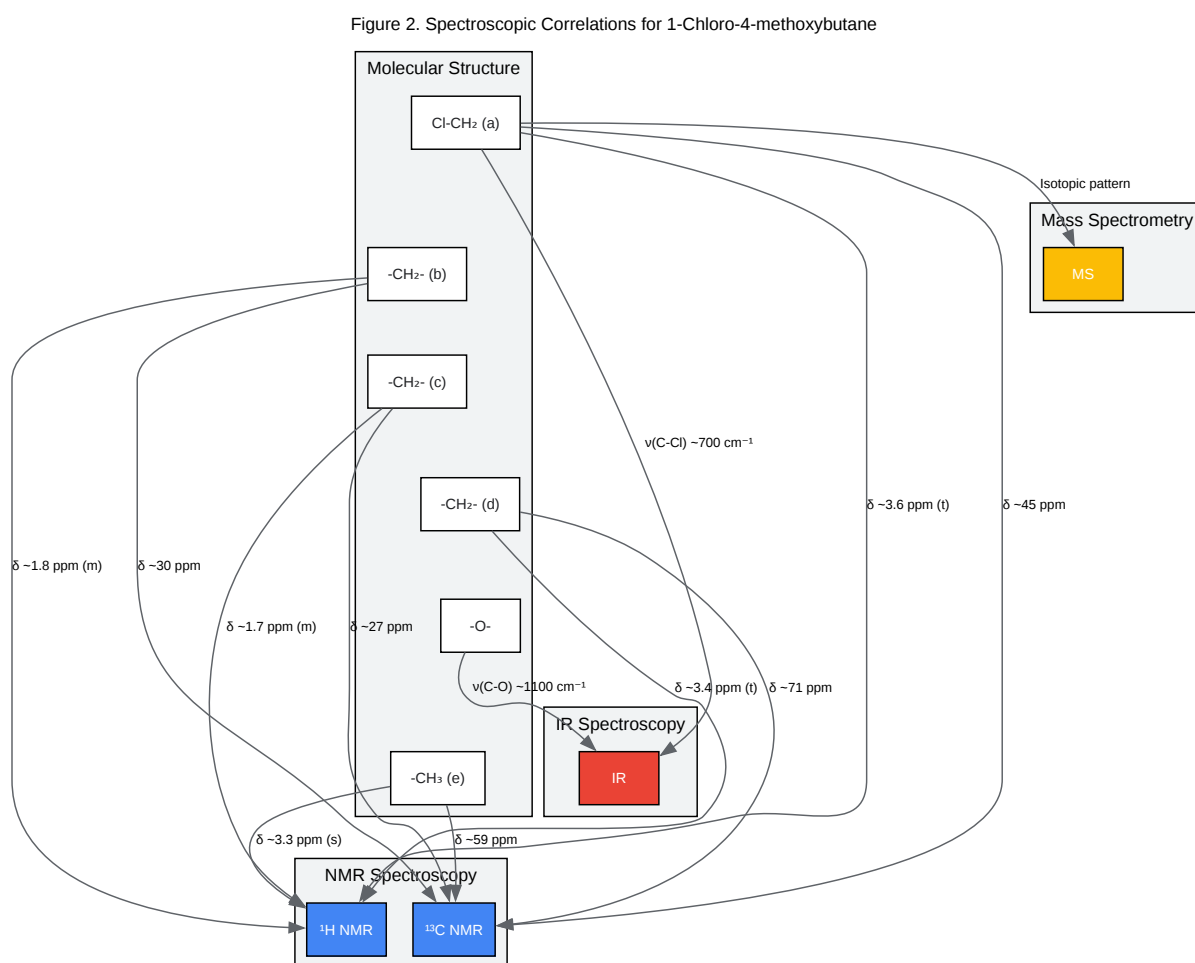 Figure 2. Spectroscopic Correlations for 1-Chloro-4-methoxybutane
Molecular Structure
Cl-CH₂ (a)
Isotopic pattern
Mass Spectrometry
MS
-CH₂- (b)
-CH₂- (c)
ν(C-Cl) ~700 cm⁻¹
-CH₂- (d)
δ ~3.6 ppm (t)
δ ~45 ppm
δ ~1.8 ppm (m)
δ ~30 ppm
δ ~1.7 ppm (m)
δ ~27 ppm
-O-
ν(C-O) ~1100 cm⁻¹
δ ~3.4 ppm (t)
δ ~71 ppm
IR Spectroscopy
IR
-CH₃ (e)
δ ~3.3 ppm (s)
δ ~59 ppm
NMR Spectroscopy
¹H NMR
¹³C NMR